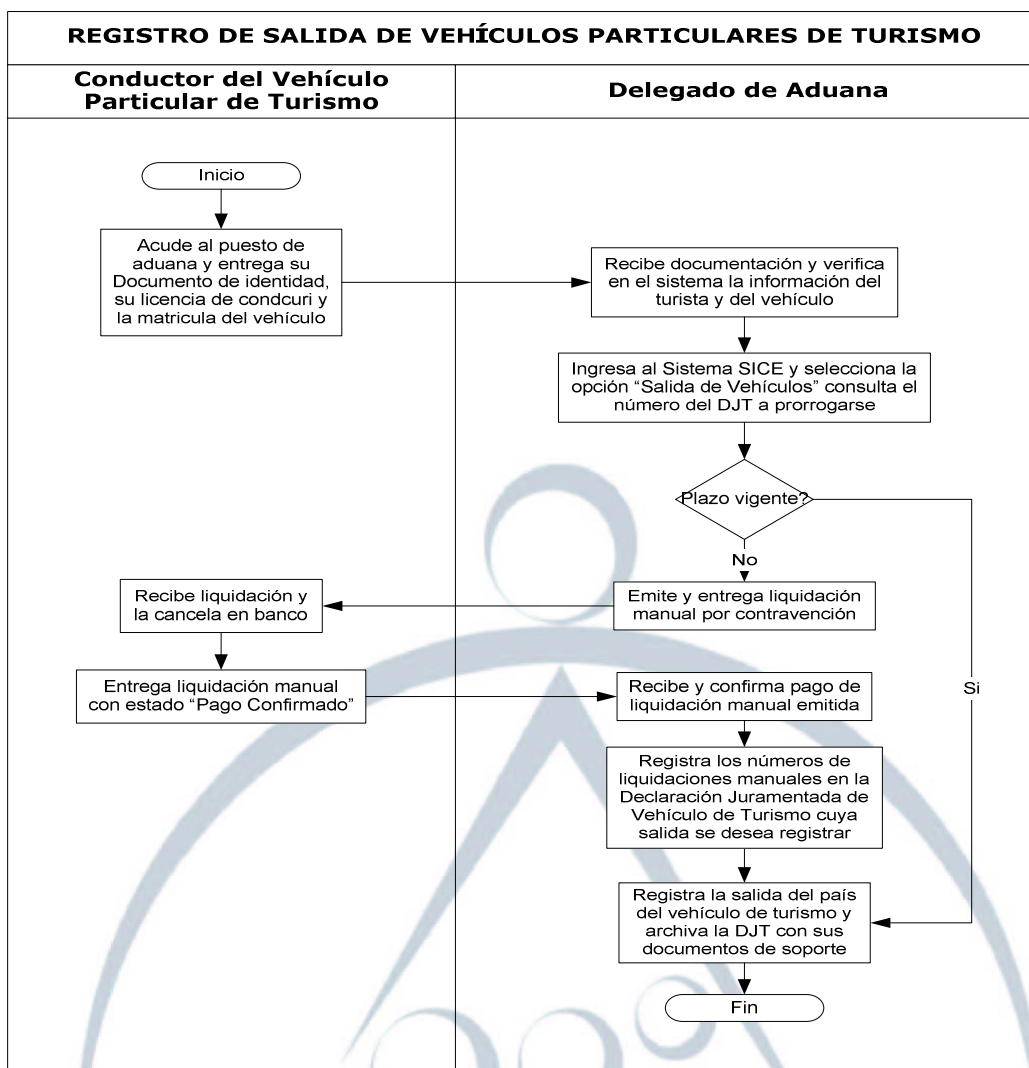 REGISTRO DE SALIDA DE VEHÍCULOS PARTICULARES DE TURISMO
Conductor del Vehículo
Particular de Turismo
Delegado de Aduana
Inicio
Acude al puesto de
aduana y entrega su
Documento de identidad,
su licencia de condcuri y
la matricula del vehículo
Recibe documentación y verifica
en el sistema la información del
turista y del vehículo
Ingresa al Sistema SICE y selecciona la
opción “Salida de Vehículos” consulta el
número del DJT a prorrogarse
Plazo vigente?
No
Emite y entrega liquidación
manual por contravención
Recibe liquidación y
la cancela en banco
Entrega liquidación manual
con estado “Pago Confirmado”
Recibe y confirma pago de
liquidación manual emitida
Si
Registra los números de
liquidaciones manuales en la
Declaración Juramentada de
Vehículo de Turismo cuya
salida se desea registrar
Registra la salida del país
del vehículo de turismo y
archiva la DJT con sus
documentos de soporte
Fin